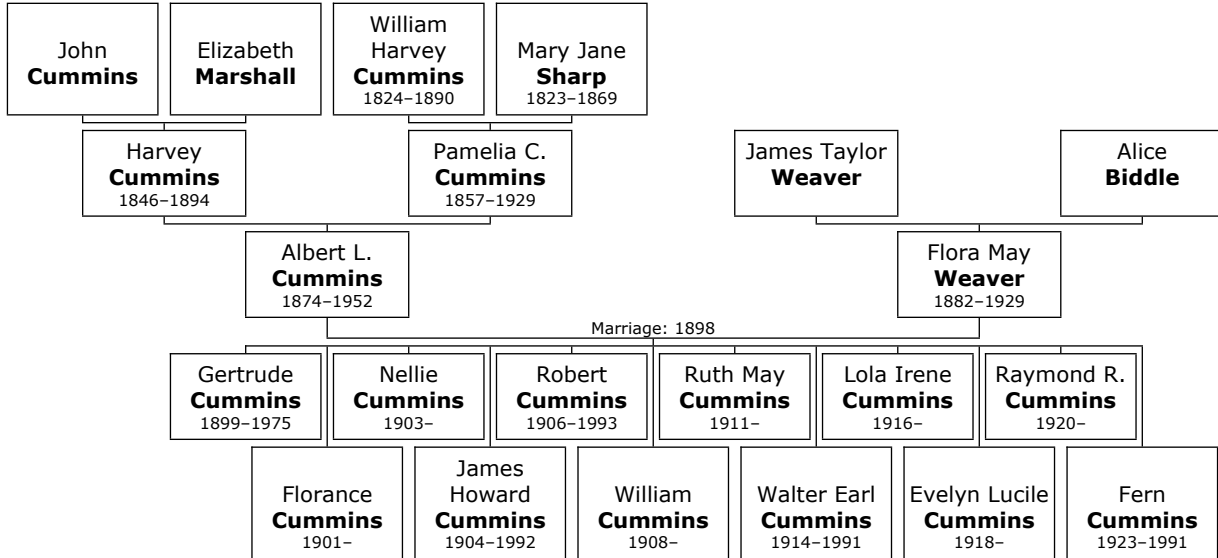 John
Cummins
Elizabeth
Marshall
William
Harvey
Cummins
1824–1890
Mary Jane
Sharp
1823–1869
Harvey
Cummins
1846–1894
Pamelia C.
Cummins
1857–1929
James Taylor
Weaver
Alice
Biddle
Albert L.
Cummins
1874–1952
Flora May
Weaver
1882–1929
Marriage: 1898
Gertrude
Cummins
1899–1975
Nellie
Cummins
1903–
Robert
Cummins
1906–1993
Ruth May
Cummins
1911–
Lola Irene
Cummins
1916–
Raymond R.
Cummins
1920–
Florance
Cummins
1901–
James
Howard
Cummins
1904–1992
William
Cummins
1908–
Walter Earl
Cummins
1914–1991
Evelyn Lucile
Cummins
1918–
Fern
Cummins
1923–1991